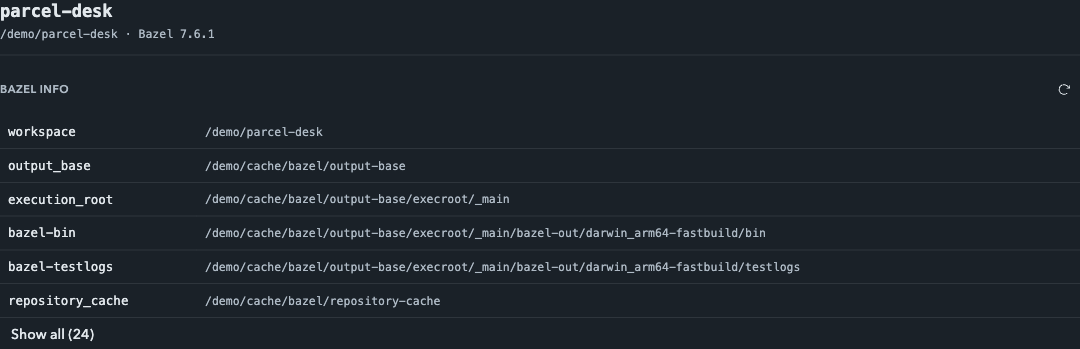 parcel-desk
/demo/parcel-desk · Bazel 7.6.1
BAZEL INFO
workspace /demo/parcel-desk
output_base /demo/cache/bazel/output-base
execution_root /demo/cache/bazel/output-base/execroot/_main
bazel-bin /demo/cache/bazel/output-base/execroot/_main/bazel-out/darwin_arm64-fastbuild/bin
bazel-testlogs /demo/cache/bazel/output-base/execroot/_main/bazel-out/darwin_arm64-fastbuild/testlogs
repository_cache /demo/cache/bazel/repository-cache
Show all (24)